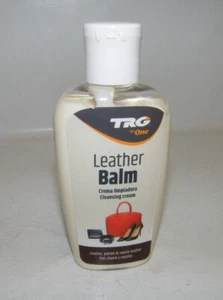 TRG
the One
Leather
Balm
Crema limpiadora
Cleansing cream